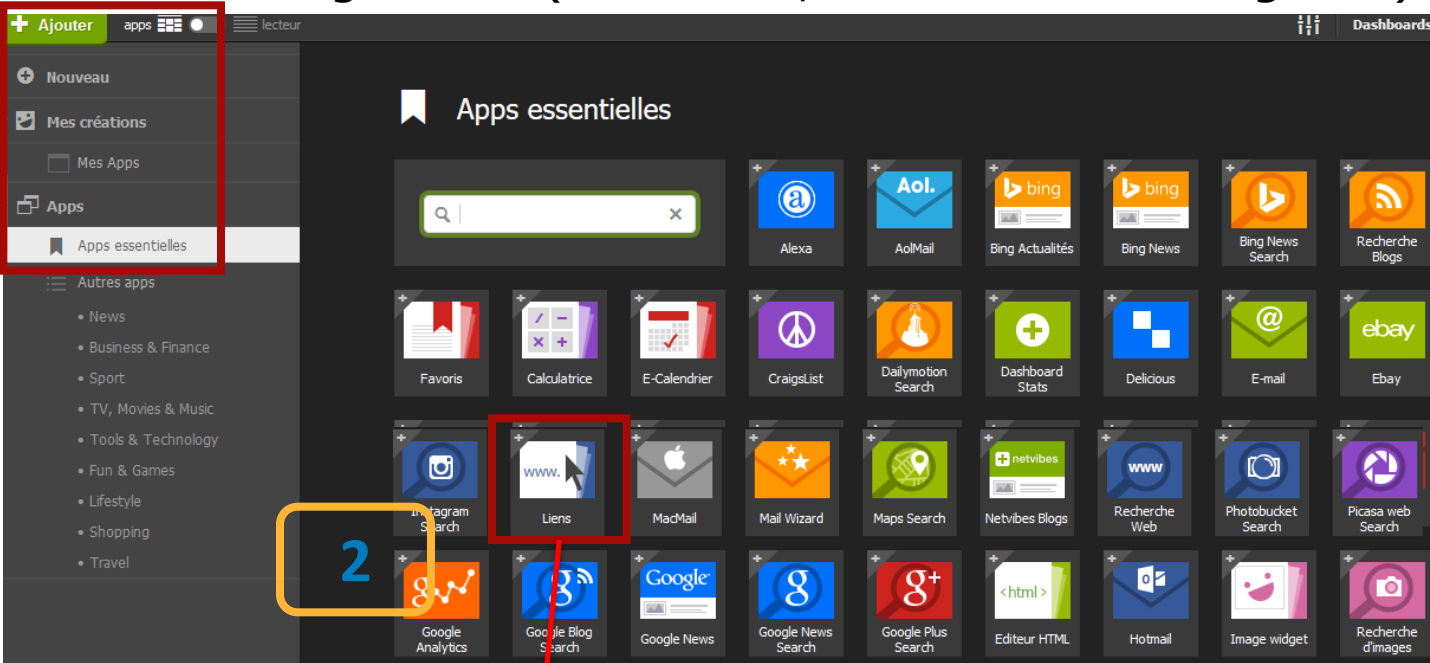 Ajouter apps lecteur Dashboards
Nouveau
Mes créations
Mes Apps
Apps
Apps essentielles
Autres apps
• News
• Business & Finance
• Sport
• TV, Movies & Music
• Tools & Technology
• Fun & Games
• Lifestyle
• Shopping
• Travel
Apps essentielles
a Aol. bing bing
Alexa AolMail Bing Actualités Bing News Bing News Search Recherche Blogs
@ ebay
Favoris Calculatrice E-Calendrier CraigsList Dailymotion Search Dashboard Stats Delicious E-mail Ebay
www. netvibes www
Instagram Search Liens MacMail Mail Wizard Maps Search Netvibes Blogs Recherche Web Photobucket Search Picasa web Search
2
g g Google g g+ <html> o
Google Analytics Google Blog Search Google News Google News Search Google Plus Search Editeur HTML Hotmail Image widget Recherche d'images